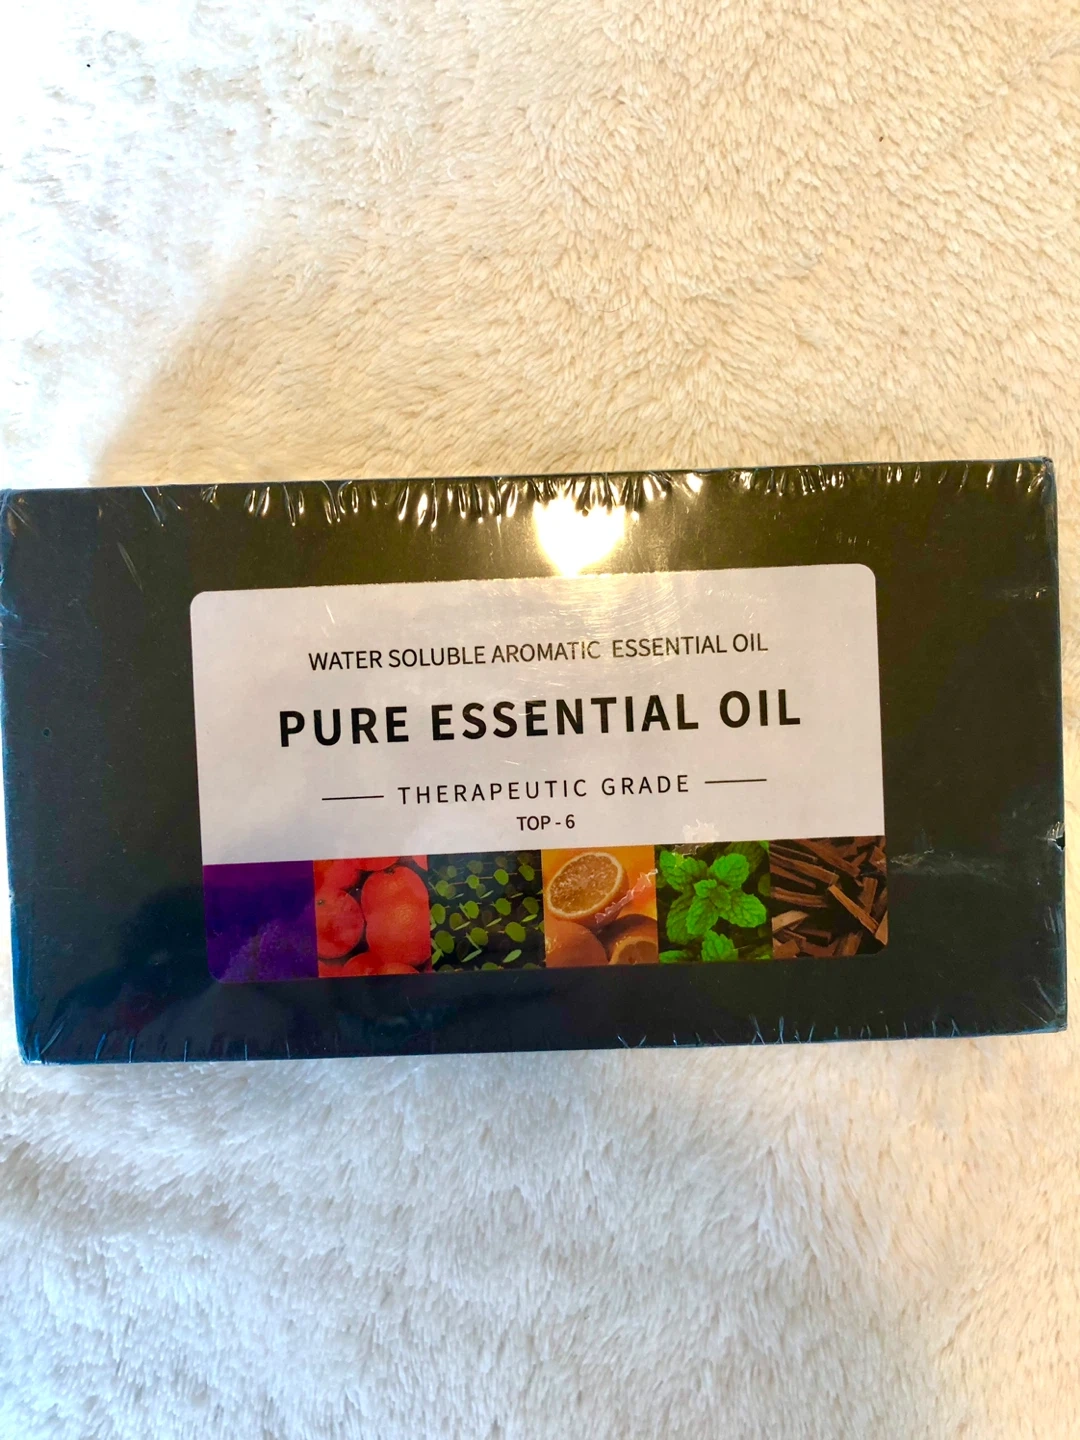 WATER SOLUBLE AROMATIC ESSENTIAL OIL
PURE ESSENTIAL OIL
THERAPEUTIC GRADE
TOP-6